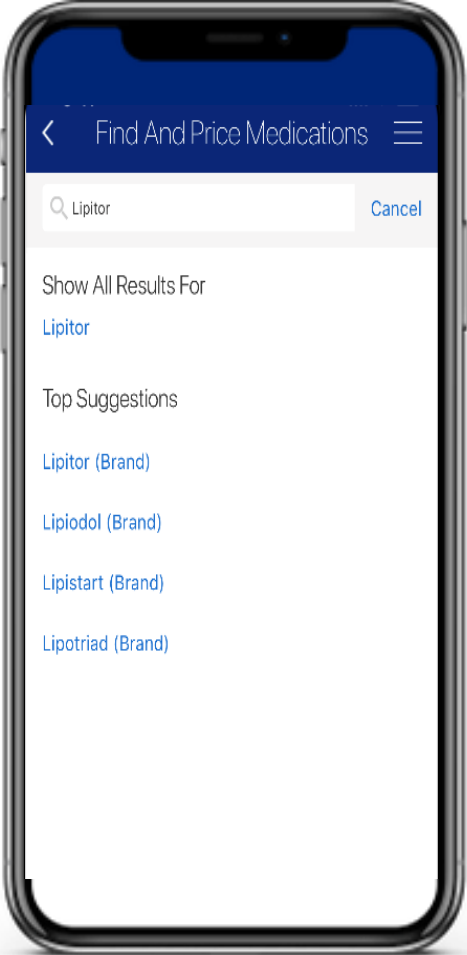 Find And Price Medications
Lipitor
Cancel
Show All Results For
Lipitor
Top Suggestions
Lipitor (Brand)
Lipiodol (Brand)
Lipistart (Brand)
Lipotriad (Brand)